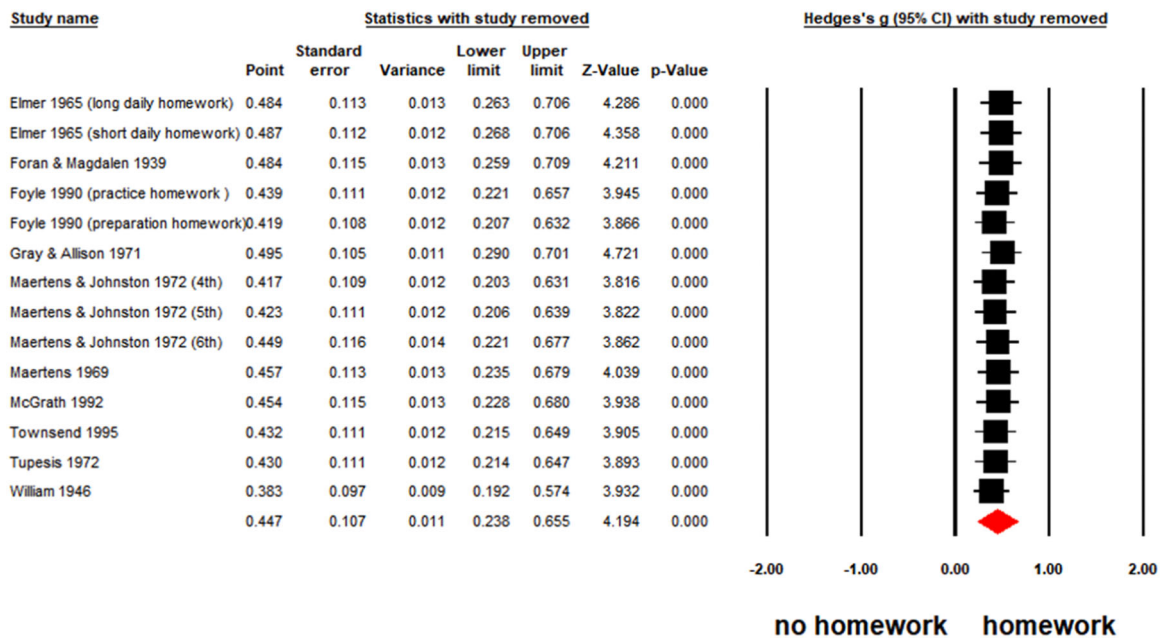 Study name Statistics with study removed Hedges's g (95% CI) with study removed
Standard Lower Upper
Point error Variance limit limit Z-Value p-Value
Elmer 1965 (long daily homework) 0.484 0.113 0.013 0.263 0.706 4.286 0.000
Elmer 1965 (short daily homework) 0.487 0.112 0.012 0.268 0.706 4.358 0.000
Foran & Magdalen 1939 0.484 0.115 0.013 0.259 0.709 4.211 0.000
Foyle 1990 (practice homework ) 0.439 0.111 0.012 0.221 0.657 3.945 0.000
Foyle 1990 (preparation homework)0.419 0.108 0.012 0.207 0.632 3.866 0.000
Gray & Allison 1971 0.495 0.105 0.011 0.290 0.701 4.721 0.000
Maertens & Johnston 1972 (4th) 0.417 0.109 0.012 0.203 0.631 3.816 0.000
Maertens & Johnston 1972 (5th) 0.423 0.111 0.012 0.206 0.639 3.822 0.000
Maertens & Johnston 1972 (6th) 0.449 0.116 0.014 0.221 0.677 3.862 0.000
Maertens 1969 0.457 0.113 0.013 0.235 0.679 4.039 0.000
McGrath 1992 0.454 0.115 0.013 0.228 0.680 3.938 0.000
Townsend 1995 0.432 0.111 0.012 0.215 0.649 3.905 0.000
Tupesis 1972 0.430 0.111 0.012 0.214 0.647 3.893 0.000
William 1946 0.383 0.097 0.009 0.192 0.574 3.932 0.000
0.447 0.107 0.011 0.238 0.655 4.194 0.000
-2.00 -1.00 0.00 1.00 2.00
no homework homework